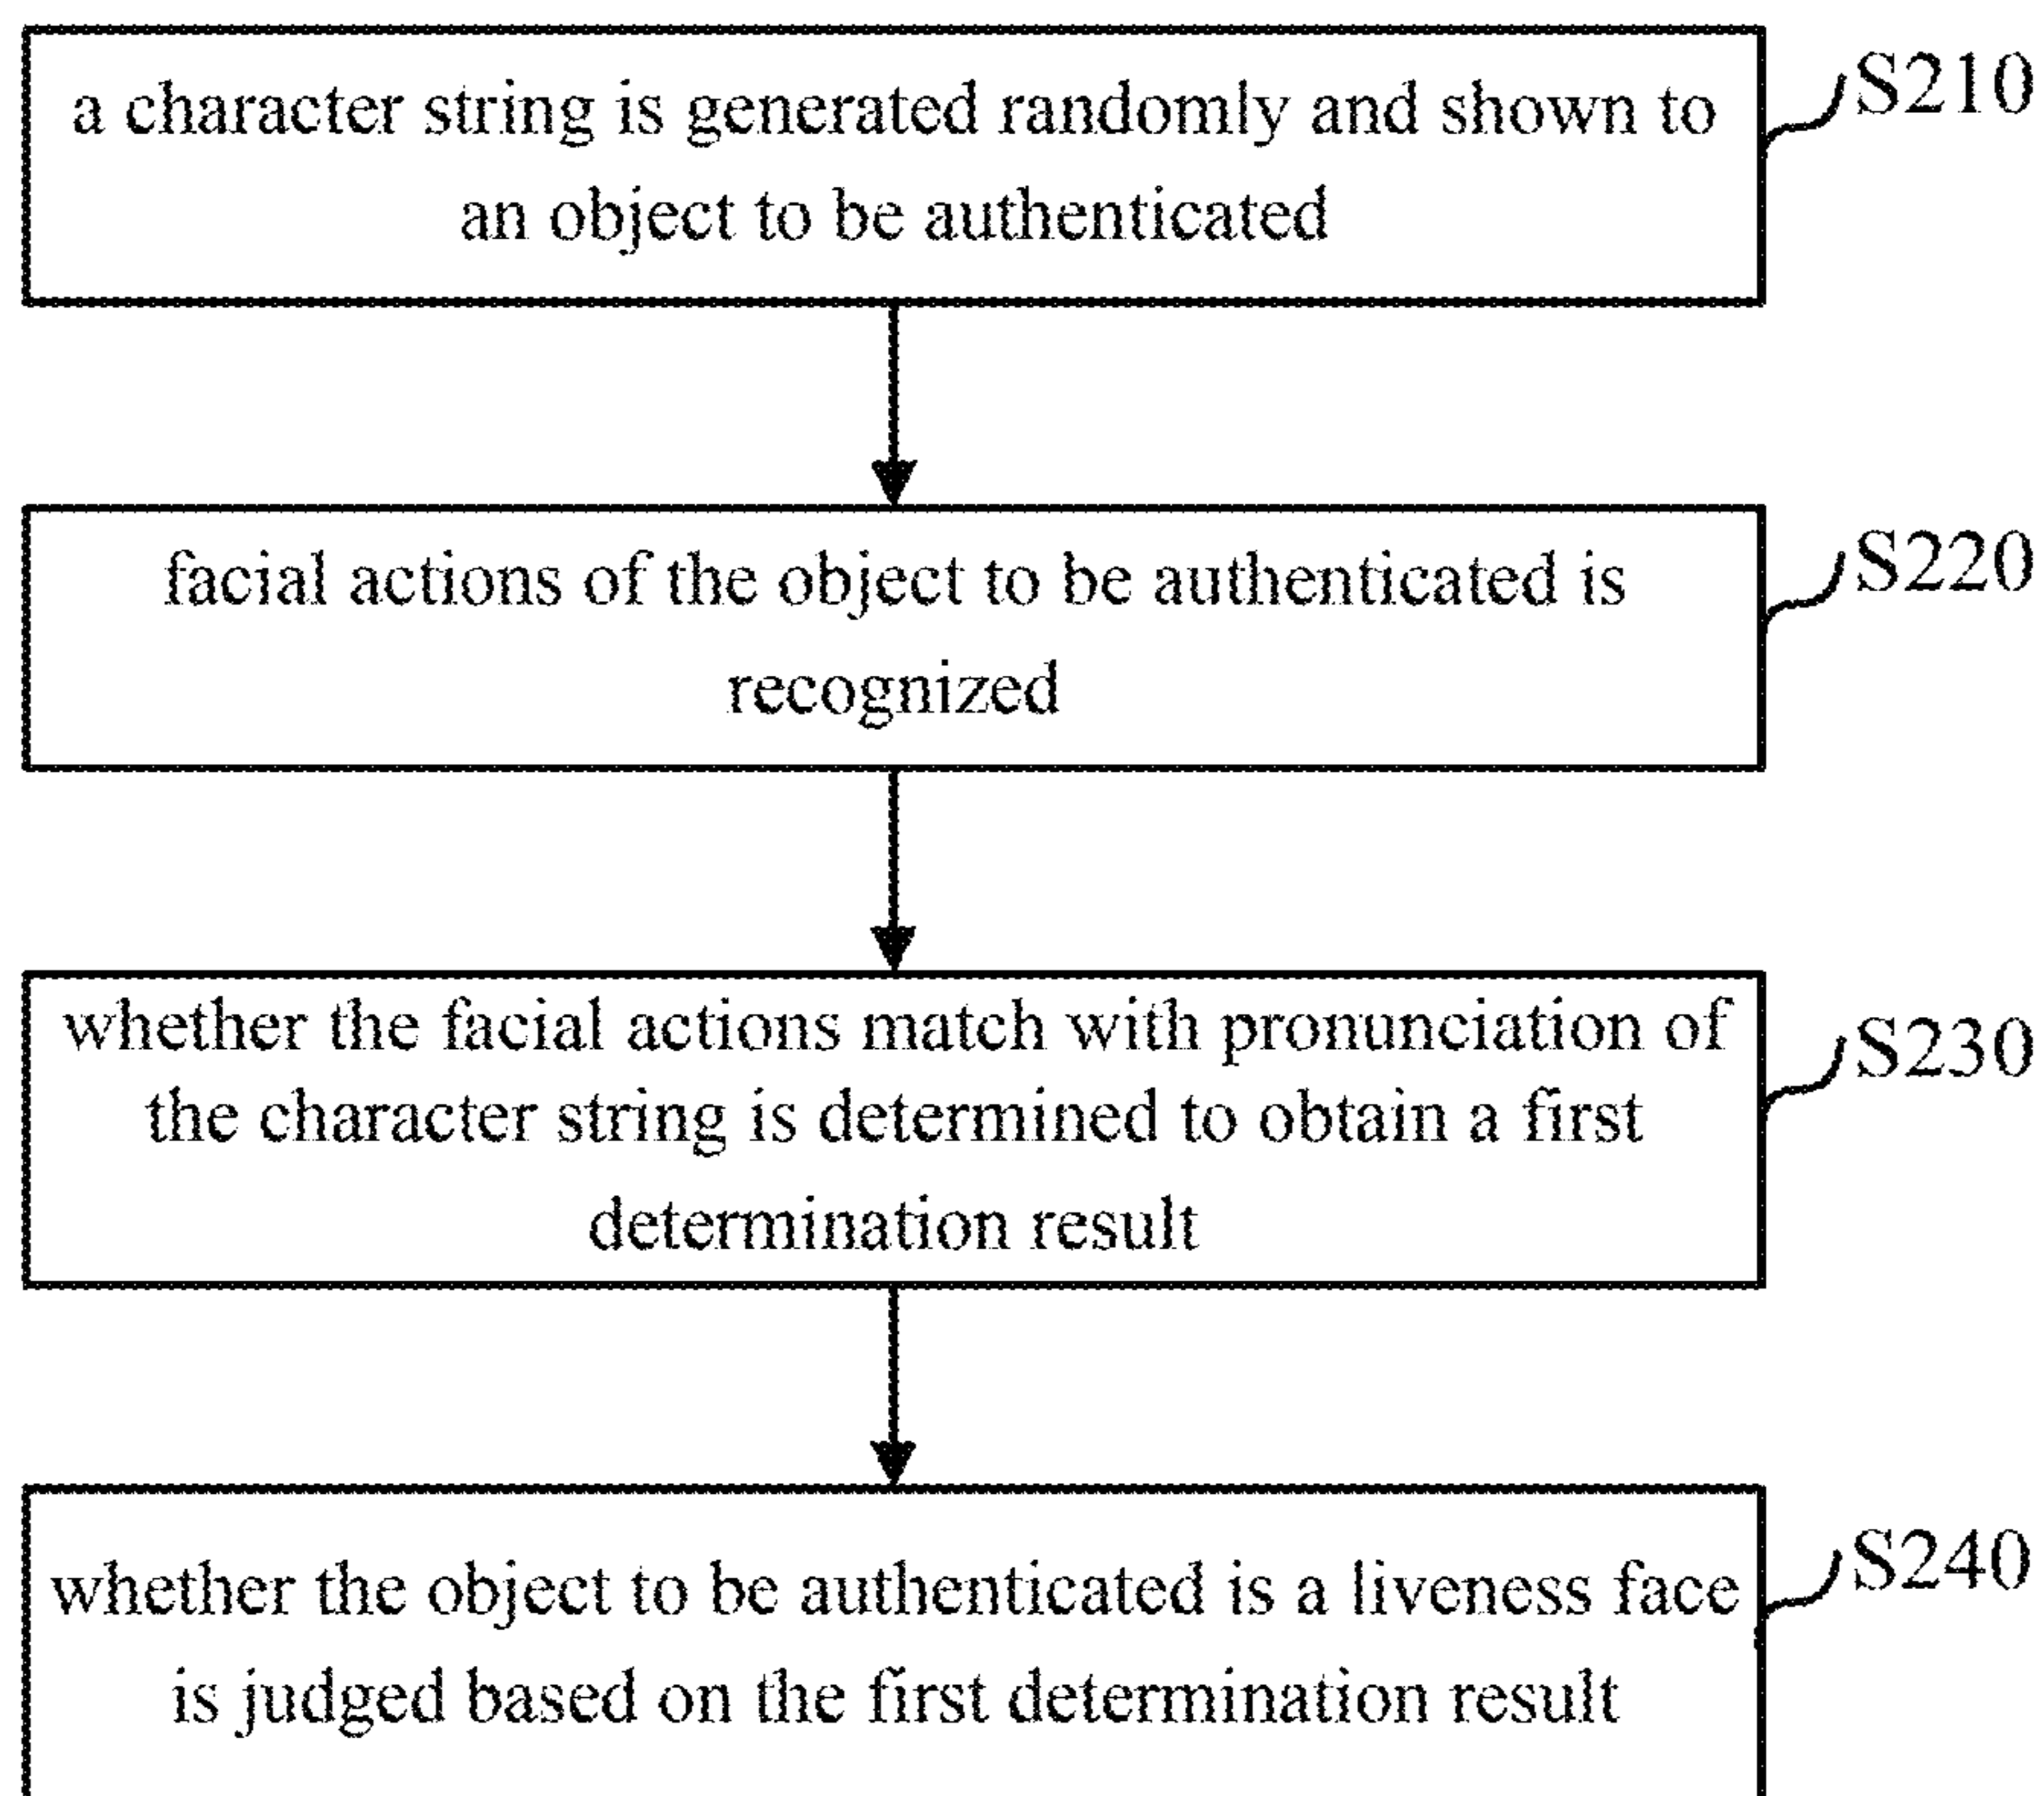 a character string is generated randomly and shown to
an object to be authenticated
S210
facial actions of the object to be authenticated is
recognized
S220
whether the facial actions match with pronunciation of
the character string is determined to obtain a first
determination result
S230
whether the object to be authenticated is a liveness face
is judged based on the first determination result
S240